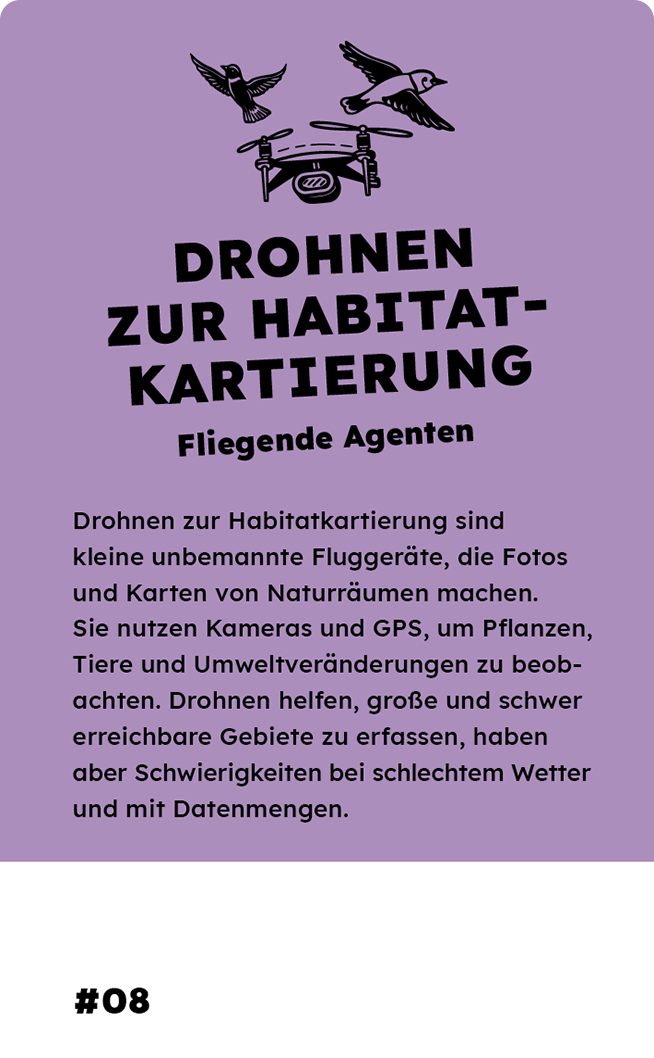 DROHNEN
ZUR HABITAT-
KARTIERUNG
Fliegende Agenten
Drohnen zur Habitatkartierung sind
kleine unbemannte Fluggeräte, die Fotos
und Karten von Naturräumen machen.
Sie nutzen Kameras und GPS, um Pflanzen,
Tiere und Umweltveränderungen zu beob-
achten. Drohnen helfen, große und schwer
erreichbare Gebiete zu erfassen, haben
aber Schwierigkeiten bei schlechtem Wetter
und mit Datenmengen.
#08